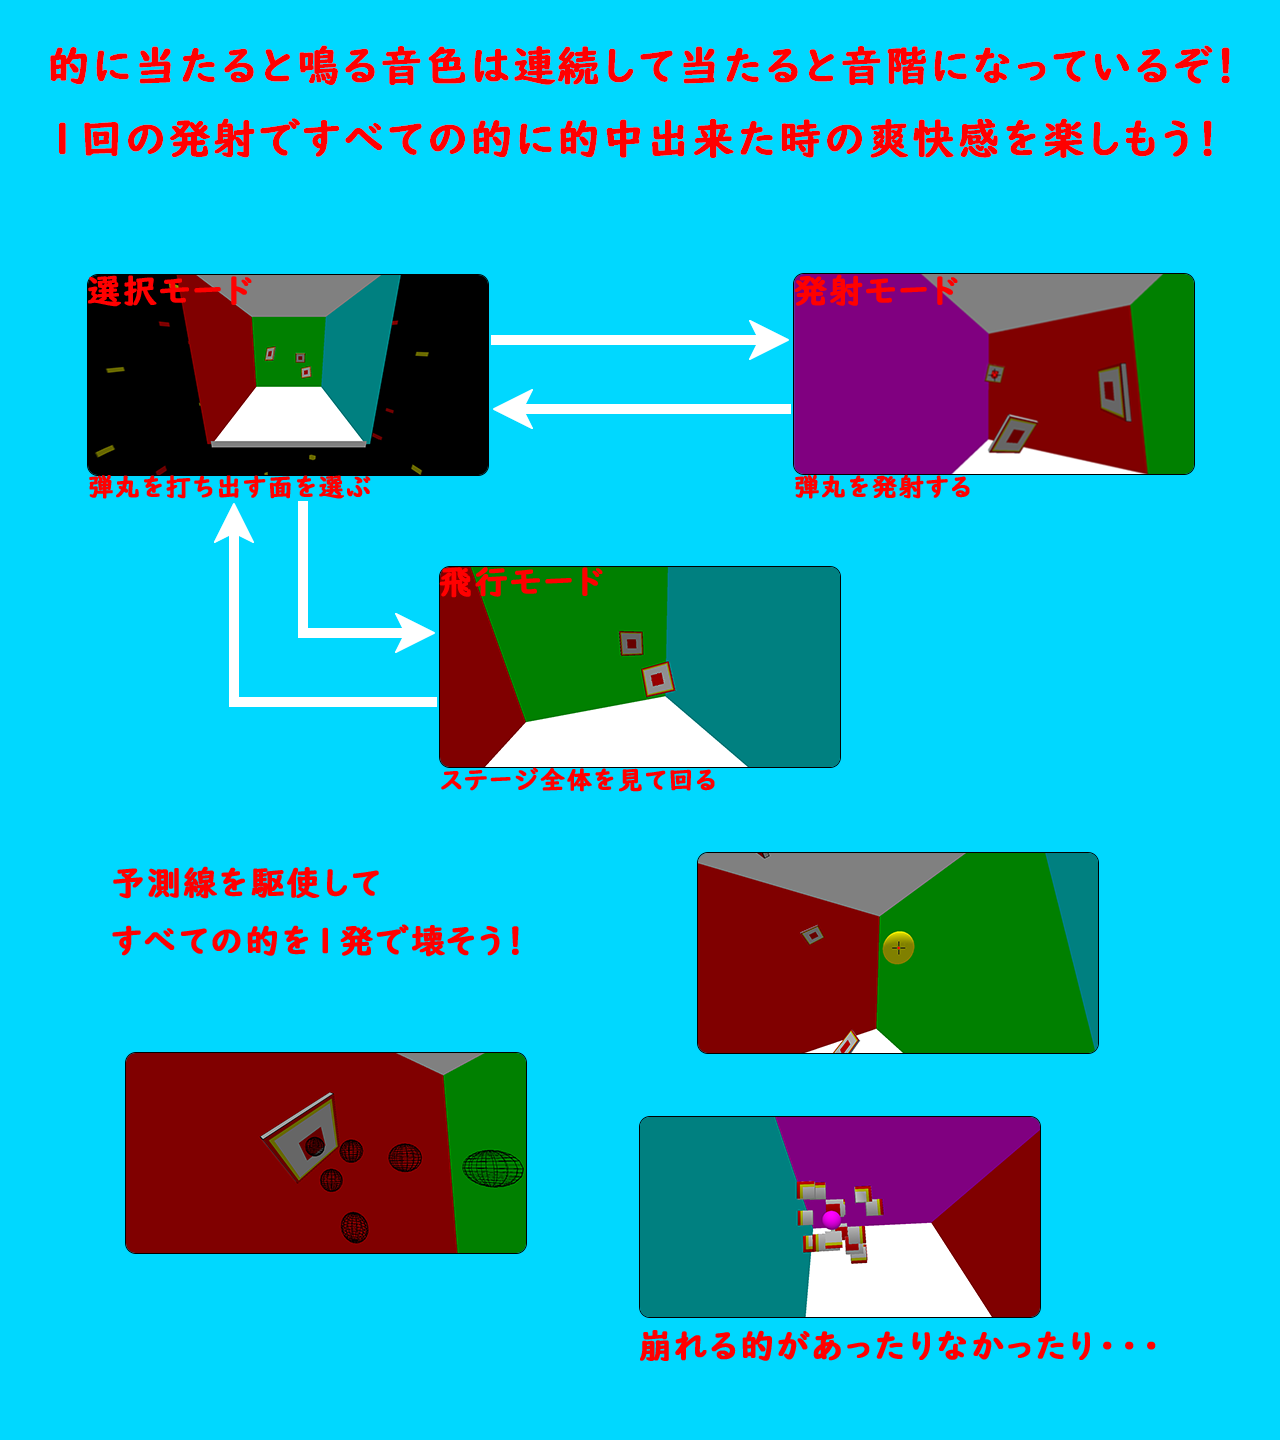 的に当たると鳴る音色は連続して当たると音階になっているぞ！
１回の発射ですべての的に的中出来た時の爽快感を楽しもう！
選択モード
弾丸を打ち出す面を選ぶ
発射モード
弾丸を発射する
飛行モード
ステージ全体を見て回る
予測線を駆使して
すべての的を１発で壊そう！
崩れる的があったりなかったり・・・